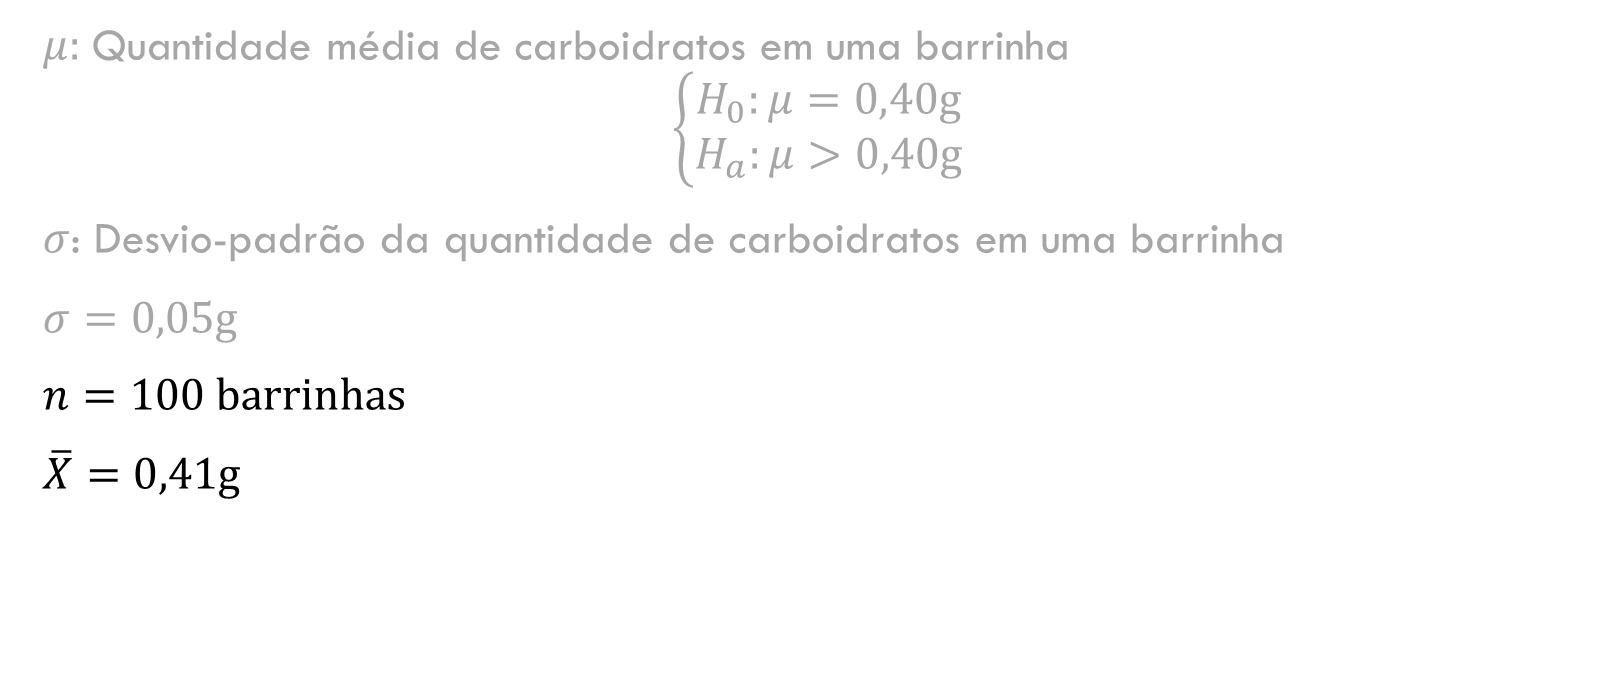 μ: Quantidade média de carboidratos em uma barrinha
H₀: μ = 0,40g
Hₐ: μ > 0,40g
σ: Desvio-padrão da quantidade de carboidratos em uma barrinha
σ = 0,05g
n = 100 barrinhas
X̄ = 0,41g